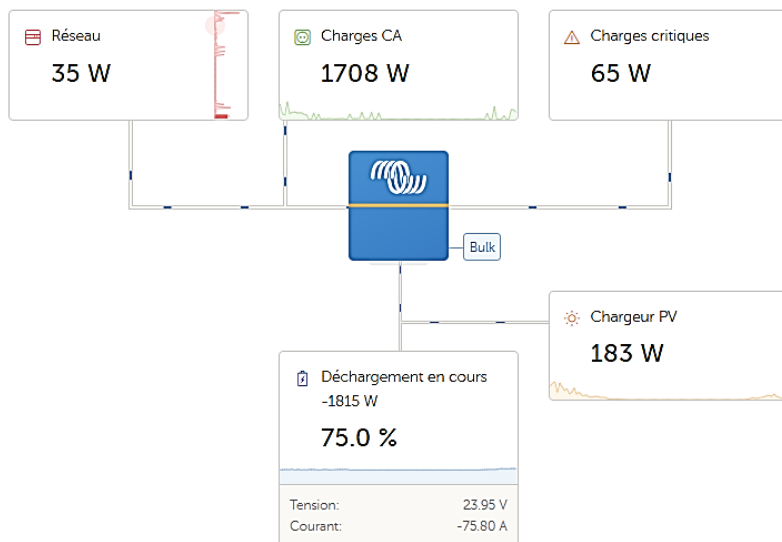 Réseau
35 W
Charges CA
1708 W
Charges critiques
65 W
Bulk
Chargeur PV
183 W
Déchargement en cours
-1815 W
75.0 %
Tension: 23.95 V
Courant: -75.80 A